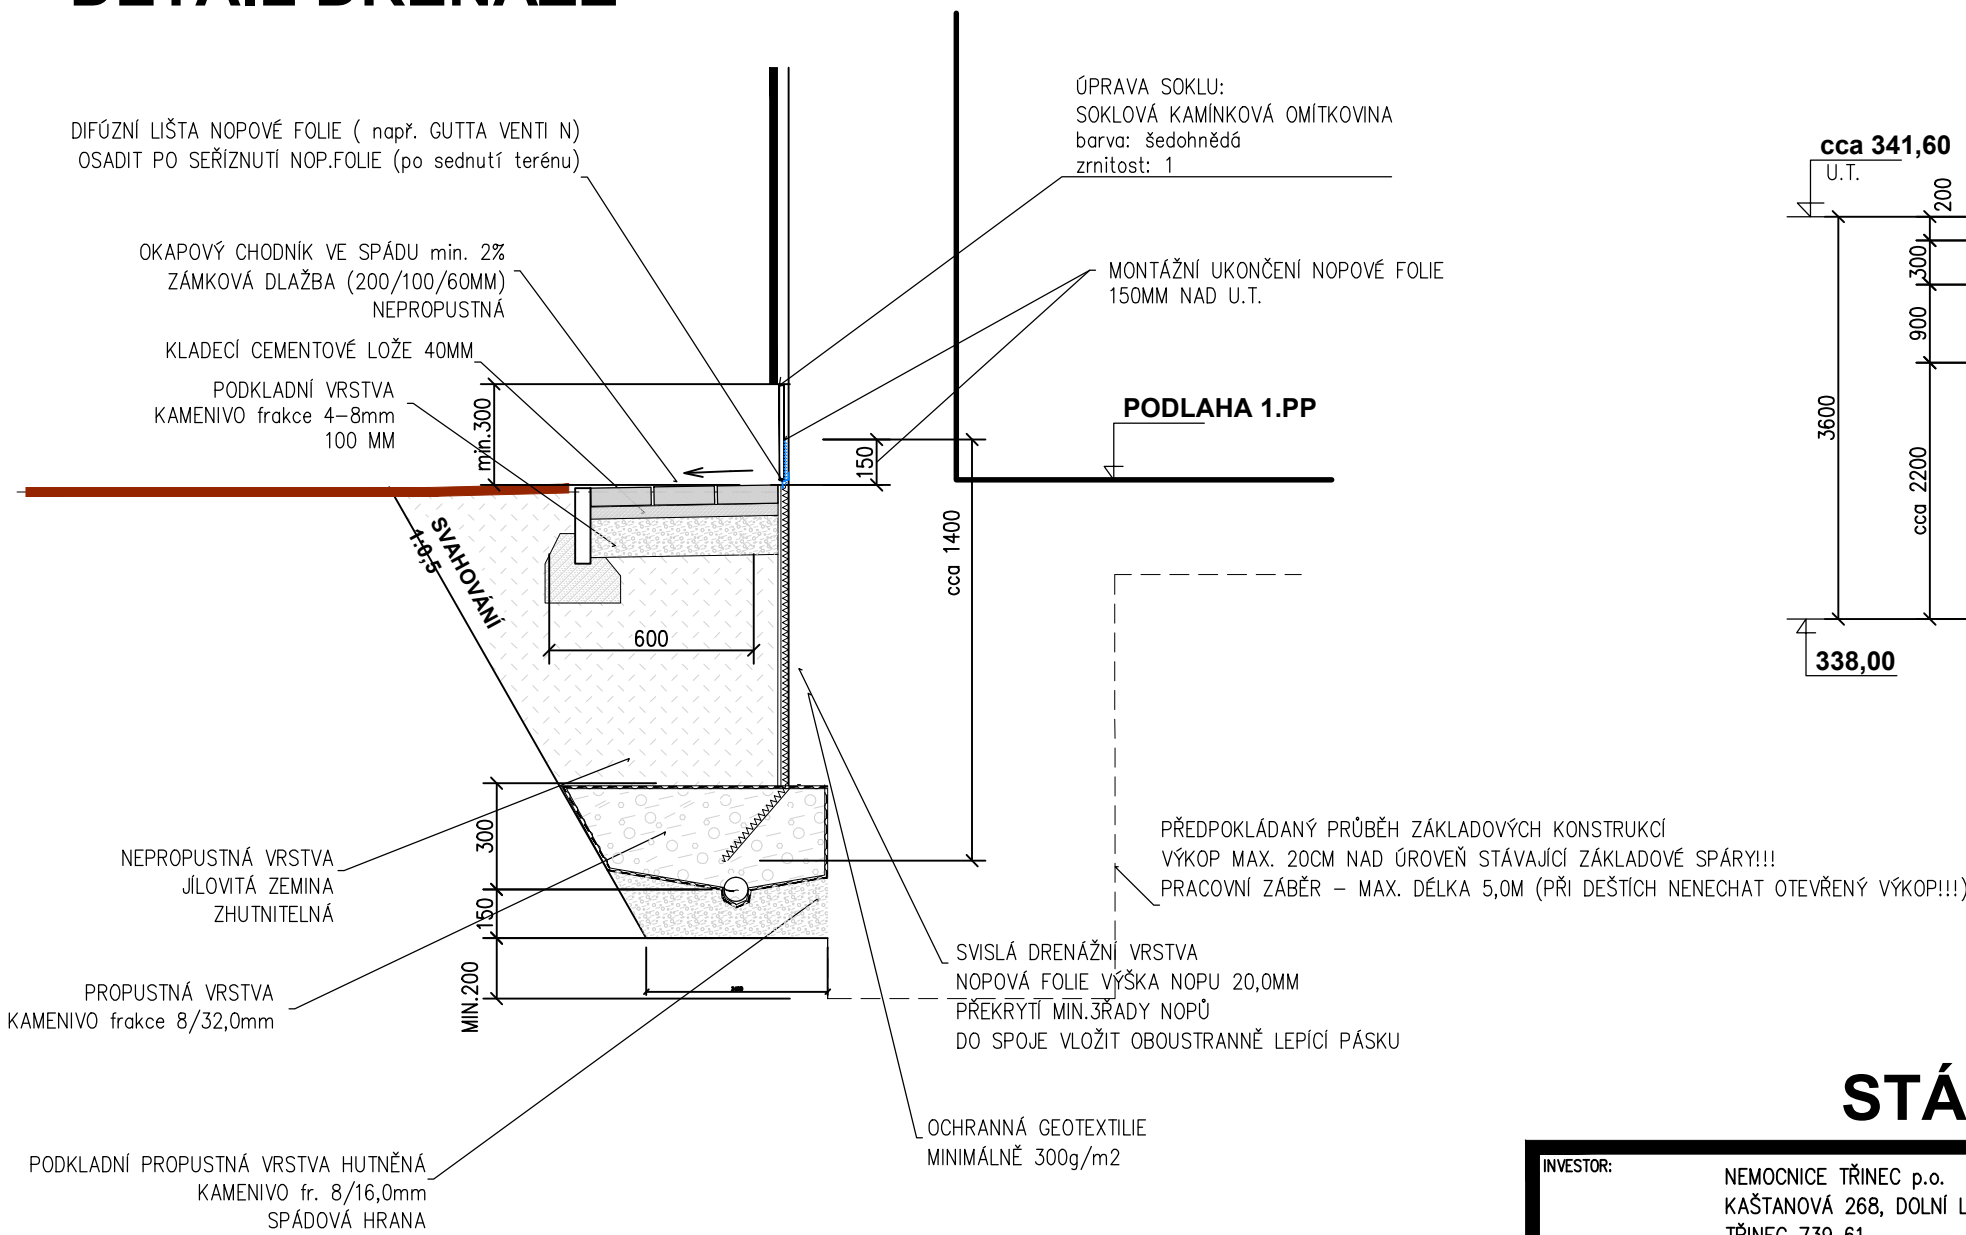 DETAIL DRENÁŽE
DIFÚZNÍ LIŠTA NOPOVÉ FOLIE ( např. GUTTA VENTI N)
OSADIT PO SEŘÍZNUTÍ NOP.FOLIE (po sednutí terénu)
OKAPOVÝ CHODNÍK VE SPÁDU min. 2%
ZÁMKOVÁ DLAŽBA (200/100/60MM)
NEPROPUSTNÁ
KLADECÍ CEMENTOVÉ LOŽE 40MM
PODKLADNÍ VRSTVA
KAMENIVO frakce 4-8mm
100 MM
ÚPRAVA SOKLU:
SOKLOVÁ KAMÍNKOVÁ OMÍTKOVINA
barva: šedohnědá
zrnitost: 1
MONTÁŽNÍ UKONČENÍ NOPOVÉ FOLIE
150MM NAD U.T.
PODLAHA 1.PP
min.300
150
cca 1400
SVAHOVÁNÍ
1:0,5
600
300
150
MIN.200
cca 341,60
U.T.
200
300
900
3600
cca 2200
338,00
NEPROPUSTNÁ VRSTVA
JÍLOVITÁ ZEMINA
ZHUTNITELNÁ
PROPUSTNÁ VRSTVA
KAMENIVO frakce 8/32,0mm
PODKLADNÍ PROPUSTNÁ VRSTVA HUTNĚNÁ
KAMENIVO fr. 8/16,0mm
SPÁDOVÁ HRANA
PŘEDPOKLÁDANÝ PRŮBĚH ZÁKLADOVÝCH KONSTRUKCÍ
VÝKOP MAX. 20CM NAD ÚROVEŇ STÁVAJÍCÍ ZÁKLADOVÉ SPÁRY!!!
PRACOVNÍ ZÁBĚR - MAX. DÉLKA 5,0M (PŘI DEŠTÍCH NENECHAT OTEVŘENÝ VÝKOP!!!)
SVISLÁ DRENÁŽNÍ VRSTVA
NOPOVÁ FOLIE VÝŠKA NOPU 20,0MM
PŘEKRYTÍ MIN.3ŘADY NOPŮ
DO SPOJE VLOŽIT OBOUSTRANNĚ LEPÍCÍ PÁSKU
OCHRANNÁ GEOTEXTILIE
MINIMÁLNĚ 300g/m2
STÁ
INVESTOR:
NEMOCNICE TŘINEC p.o.
KAŠTANOVÁ 268, DOLNÍ L
TŘINEC 739 61